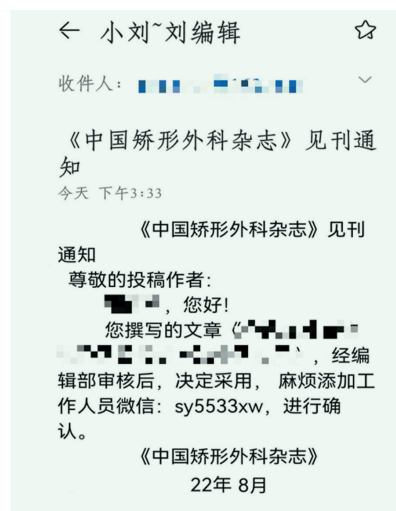 小刘~刘编辑
收件人：
《中国矫形外科杂志》见刊通
知
今天 下午3:33
《中国矫形外科杂志》见刊
通知
尊敬的投稿作者：
，您好！
您撰写的文章《
，经编
辑部审核后，决定采用， 麻烦添加工
作人员微信：sy5533xw，进行确
认。
《中国矫形外科杂志》
22年 8月